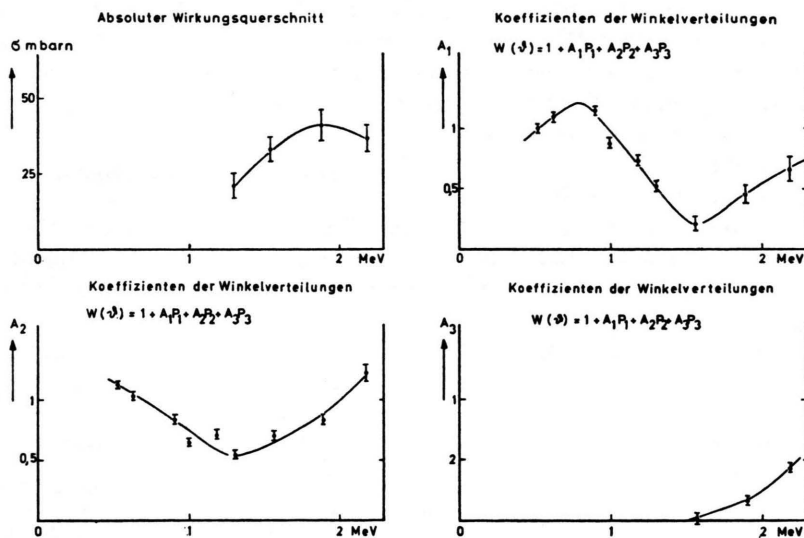 Absoluter Wirkungsquerschnitt
σ mbarn
50
25
0
1
2
MeV
Koeffizienten der Winkelverteilungen
A₁
W (ϑ) = 1 + A₁P₁ + A₂P₂ + A₃P₃
1
0,5
0
1
2
MeV
Koeffizienten der Winkelverteilungen
A₂
W (ϑ) = 1 + A₁P₁ + A₂P₂ + A₃P₃
1
0,5
0
1
2
MeV
Koeffizienten der Winkelverteilungen
A₃
W (ϑ) = 1 + A₁P₁ + A₂P₂ + A₃P₃
1
2
0
1
2
MeV